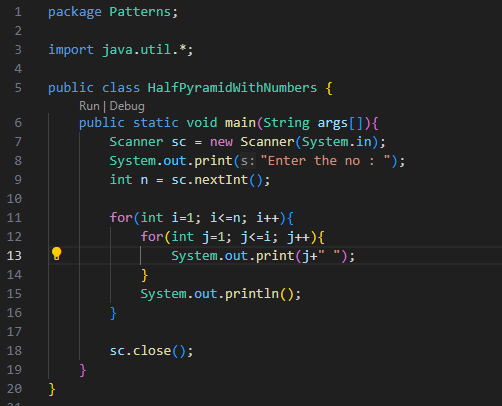 1 package Patterns;
2
3 import java.util.*;
4
5 public class HalfPyramidWithNumbers {
Run | Debug
6 public static void main(String args[]){
7 Scanner sc = new Scanner(System.in);
8 System.out.print(s: "Enter the no : ");
9 int n = sc.nextInt();
10
11 for(int i=1; i<=n; i++){
12 for(int j=1; j<=i; j++){
13 System.out.print(j+" ");
14 }
15 System.out.println();
16 }
17
18 sc.close();
19 }
20 }